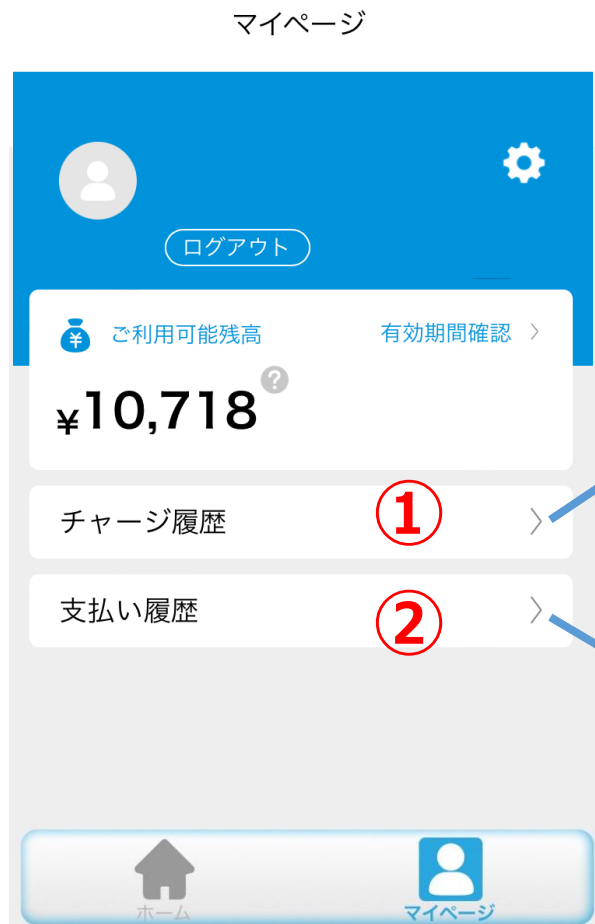 マイページ
ログアウト
¥ ご利用可能残高 有効期間確認 >
¥10,718 ?
チャージ履歴 ① >
支払い履歴 ② >
ホーム マイページ